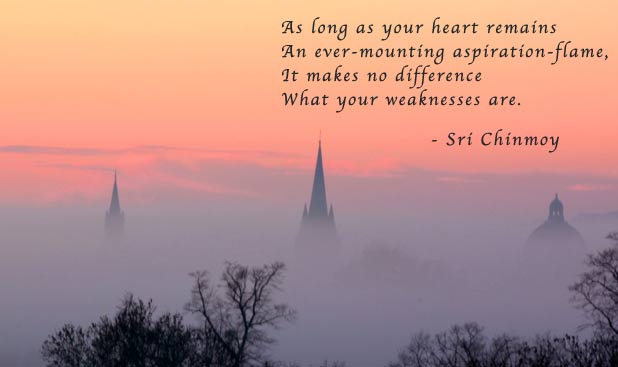 As long as your heart remains
An ever-mounting aspiration-flame,
It makes no difference
What your weaknesses are.
- Sri Chinmoy